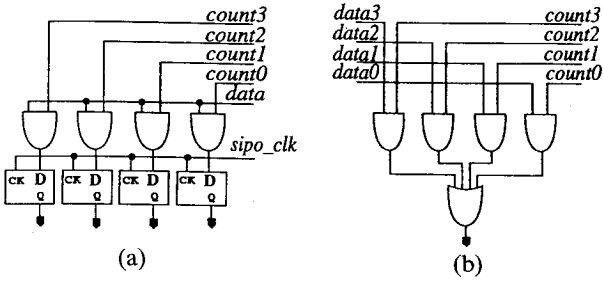 count3
count2
count1
count0
data
sipo_clk
CK D Q
CK D Q
CK D Q
CK D Q
(a)
data3
data2
data1
data0
count3
count2
count1
count0
(b)